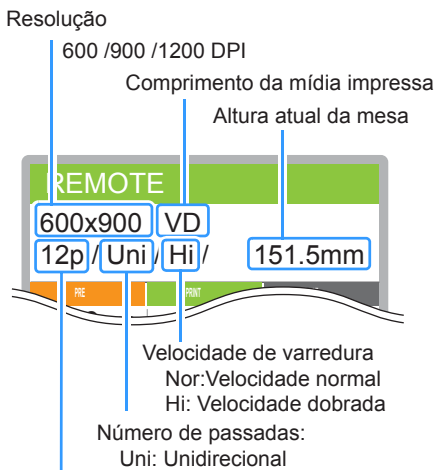 Resolução
600 /900 /1200 DPI
Comprimento da mídia impressa
Altura atual da mesa
REMOTE
600x900 VD
12p /Uni /Hi / 151.5mm
PRE PRINT
Velocidade de varredura
Nor:Velocidade normal
Hi: Velocidade dobrada
Número de passadas:
Uni: Unidirecional